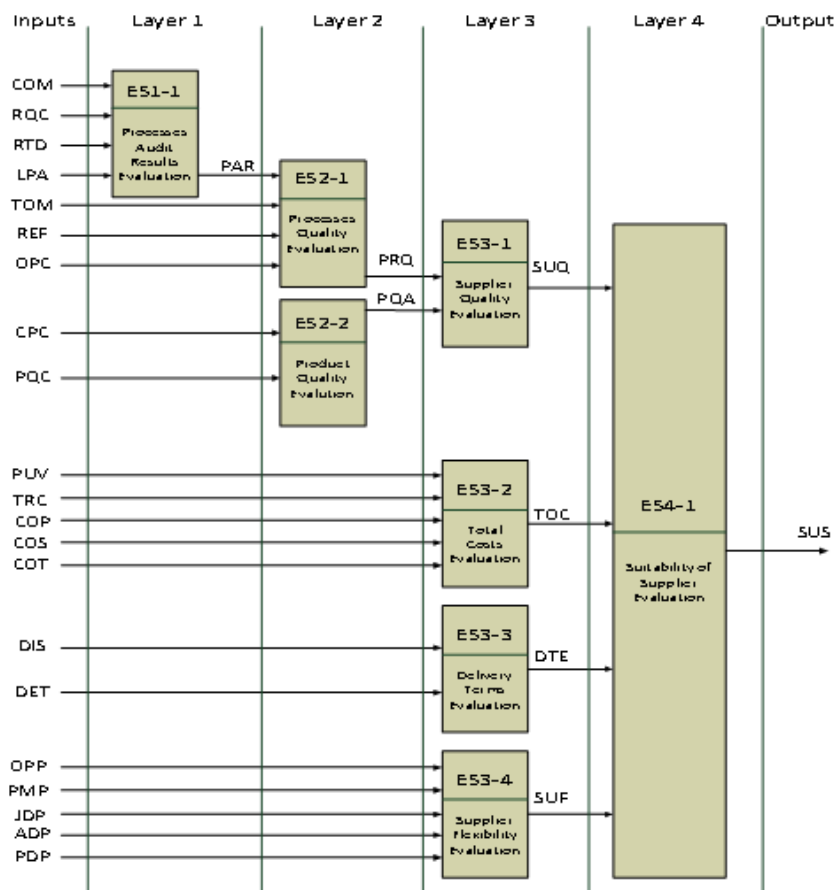 Inputs Layer 1 Layer 2 Layer 3 Layer 4 Output
COM
RQC
RTD
LPA
TOM
REF
OPC
CPC
PQC
PUV
TRC
COP
COS
COT
DIS
DET
OPP
PMP
JDP
ADP
PDP
ES1-1
Processes
Audit
Results
Evaluation
PAR
ES2-1
Processes
Quality
Evaluation
PRQ
ES2-2
Product
Quality
Evalution
PQA
ES3-1
Supplier
Quality
Evaluation
SUQ
ES3-2
Total
Costs
Evaluation
TOC
ES3-3
Delivery
Terms
Evaluation
DTE
ES3-4
Supplier
Flexibility
Evaluation
SUF
ES4-1
Suitability of
Supplier
Evaluation
SUS